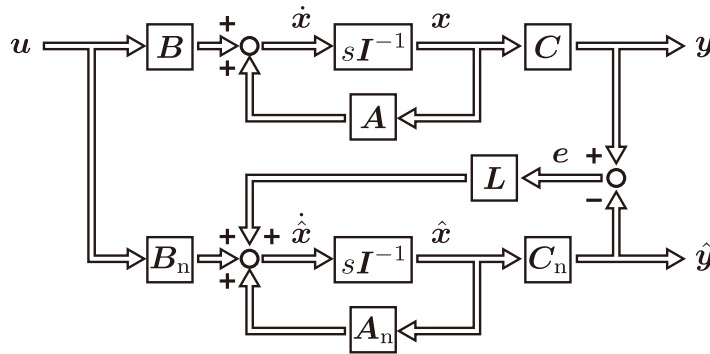 u B + + ẋ sI⁻¹ x C y
A
L e + −
Bₙ + + + x̂̇ sI⁻¹ x̂ Cₙ ŷ
Aₙ